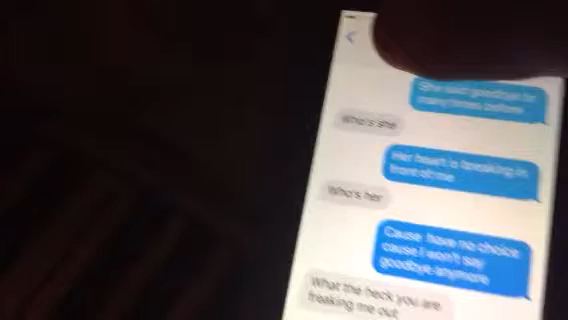 She said goodbye to
many times before
Who's she
Her heart is breaking in
front of me
Who's her
Cause have no choice
cause I won't say
goodbye anymore
What the heck you are
freaking me out